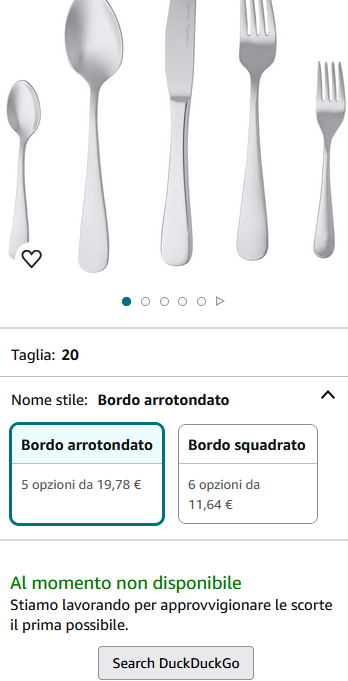 Taglia: 20
Nome stile: Bordo arrotondato
Bordo arrotondato
5 opzioni da 19,78 €
Bordo squadrato
6 opzioni da
11,64 €
Al momento non disponibile
Stiamo lavorando per approvvigionare le scorte
il prima possibile.
Search DuckDuckGo